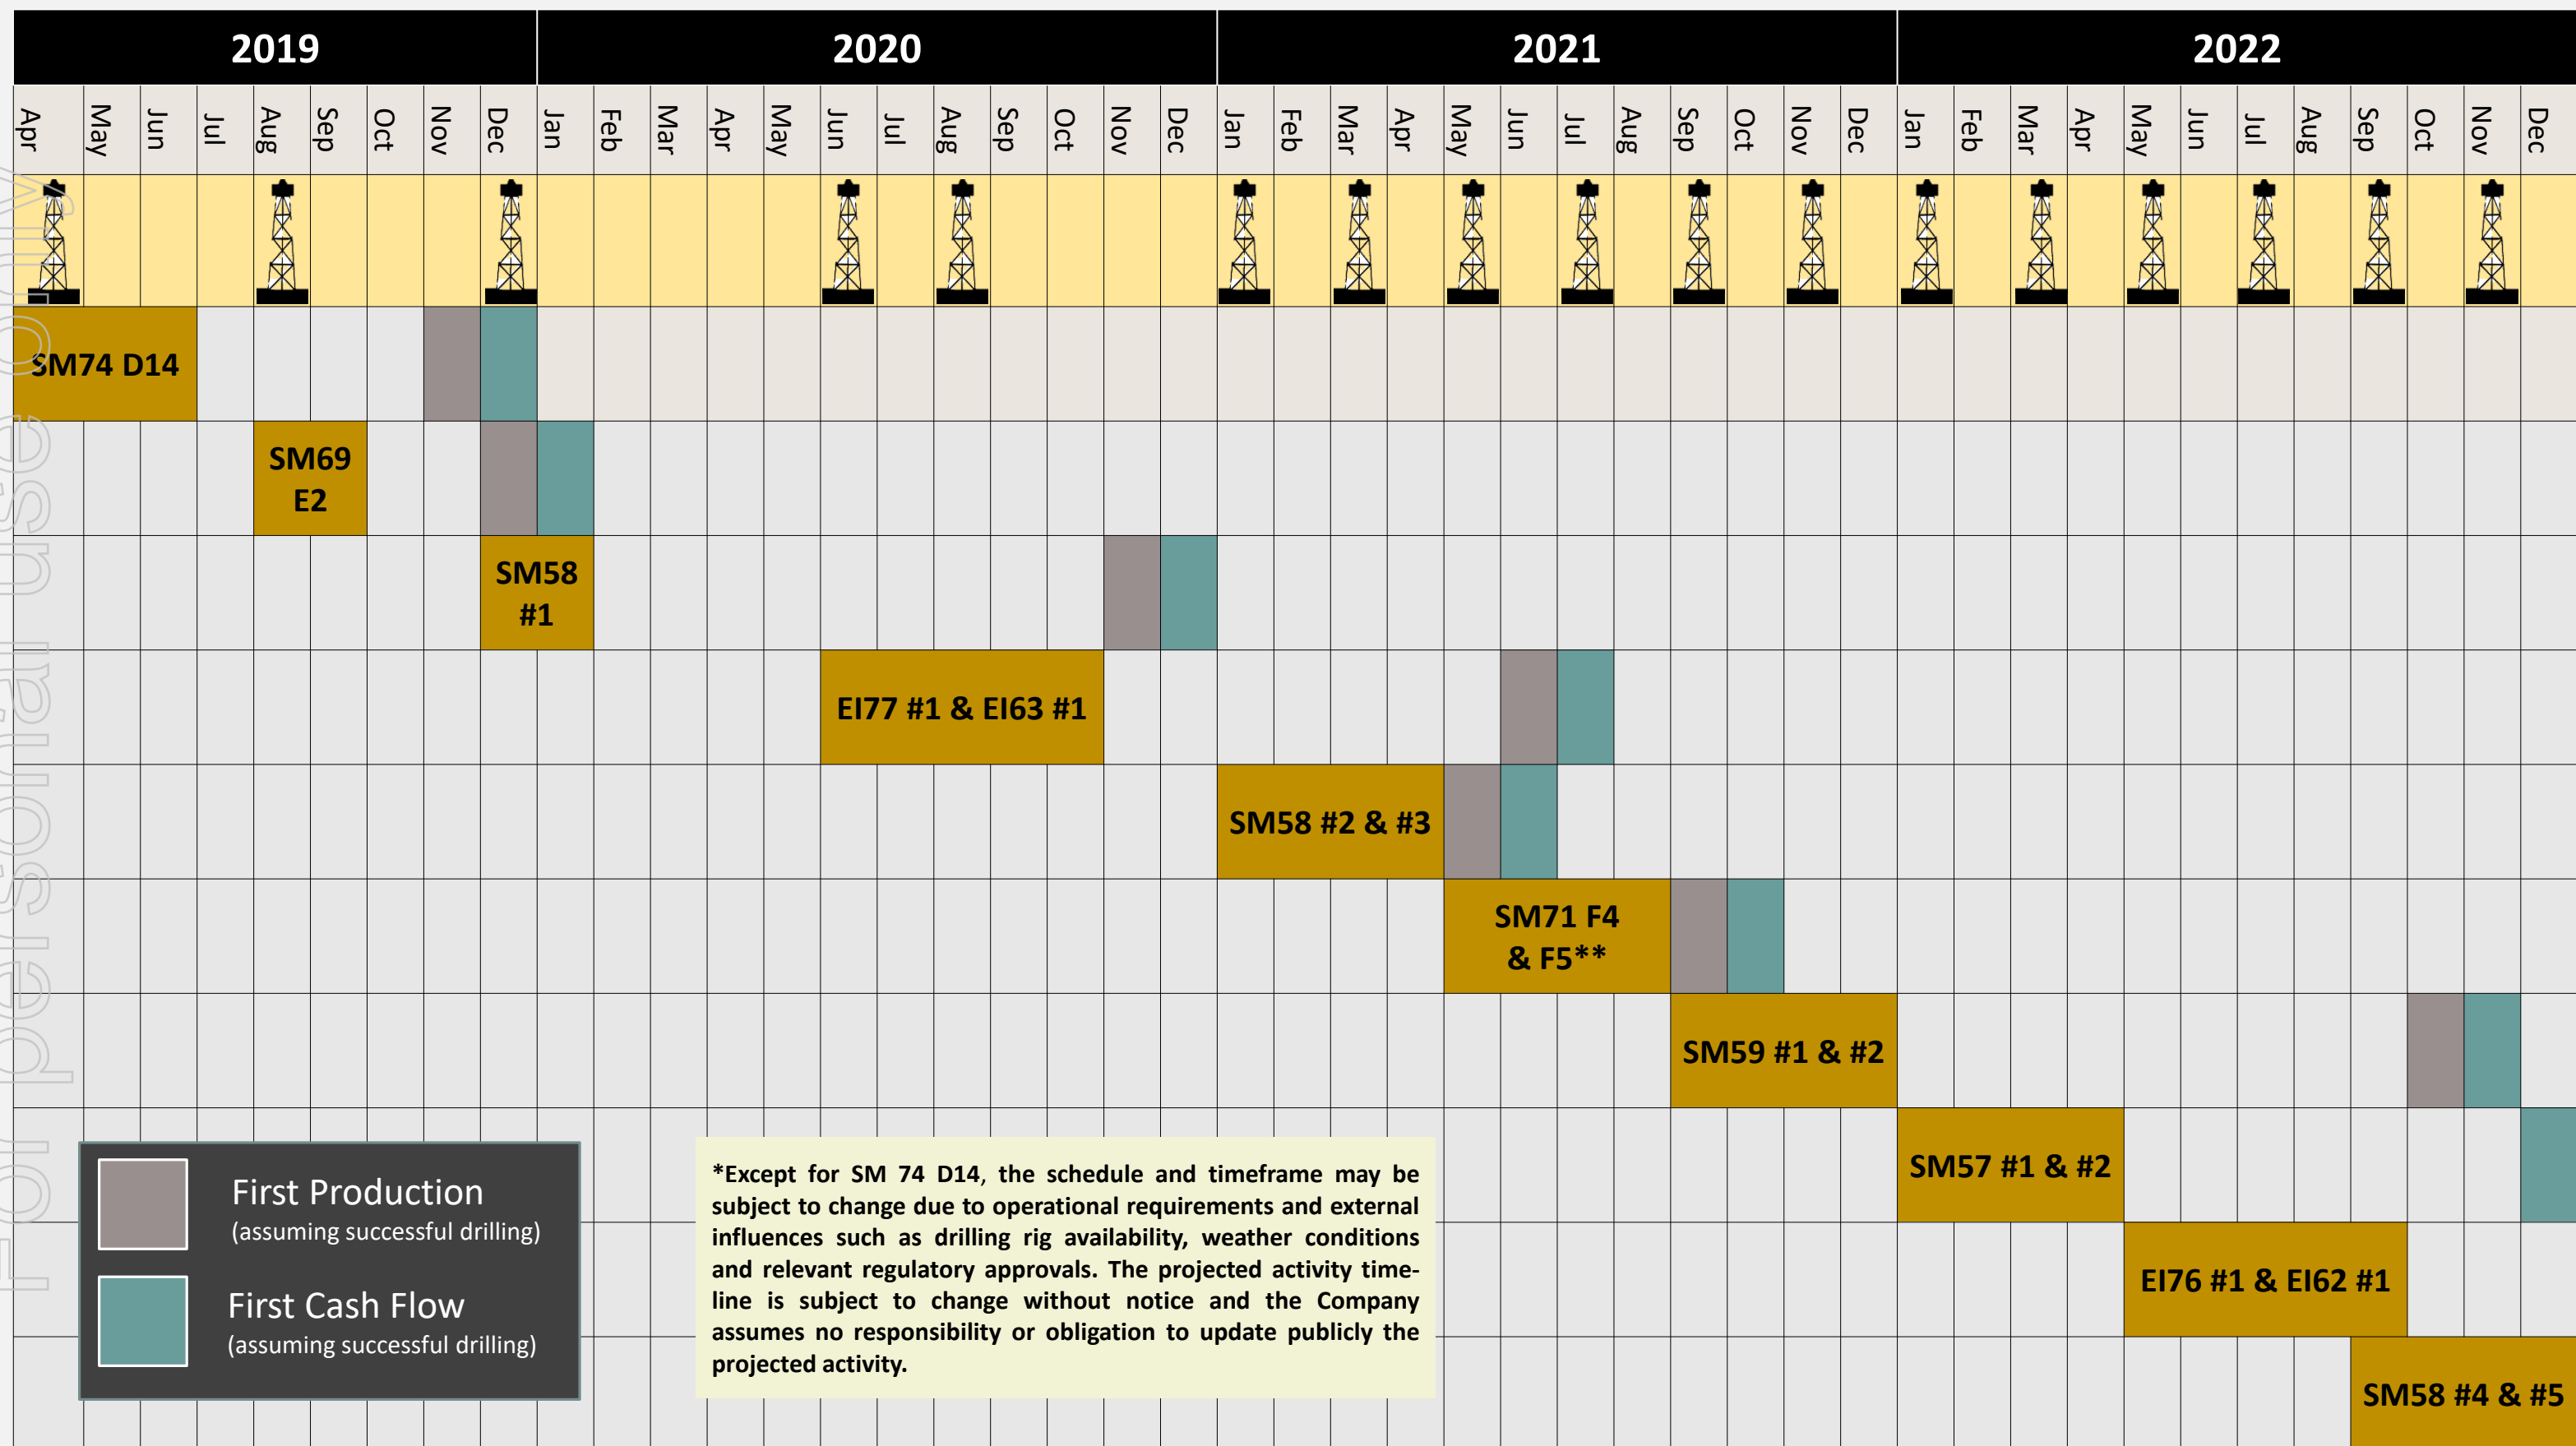 2019 2020 2021 2022
Apr May Jun Jul Aug Sep Oct Nov Dec Jan Feb Mar Apr May Jun Jul Aug Sep Oct Nov Dec Jan Feb Mar Apr May Jun Jul Aug Sep Oct Nov Dec Jan Feb Mar Apr May Jun Jul Aug Sep Oct Nov Dec
SM74 D14
SM69
E2
SM58
#1
EI77 #1 & EI63 #1
SM58 #2 & #3
SM71 F4
& F5**
SM59 #1 & #2
SM57 #1 & #2
EI76 #1 & EI62 #1
SM58 #4 & #5
First Production
(assuming successful drilling)
First Cash Flow
(assuming successful drilling)
*Except for SM 74 D14, the schedule and timeframe may be
subject to change due to operational requirements and external
influences such as drilling rig availability, weather conditions
and relevant regulatory approvals. The projected activity time-
line is subject to change without notice and the Company
assumes no responsibility or obligation to update publicly the
projected activity.
For personal use only